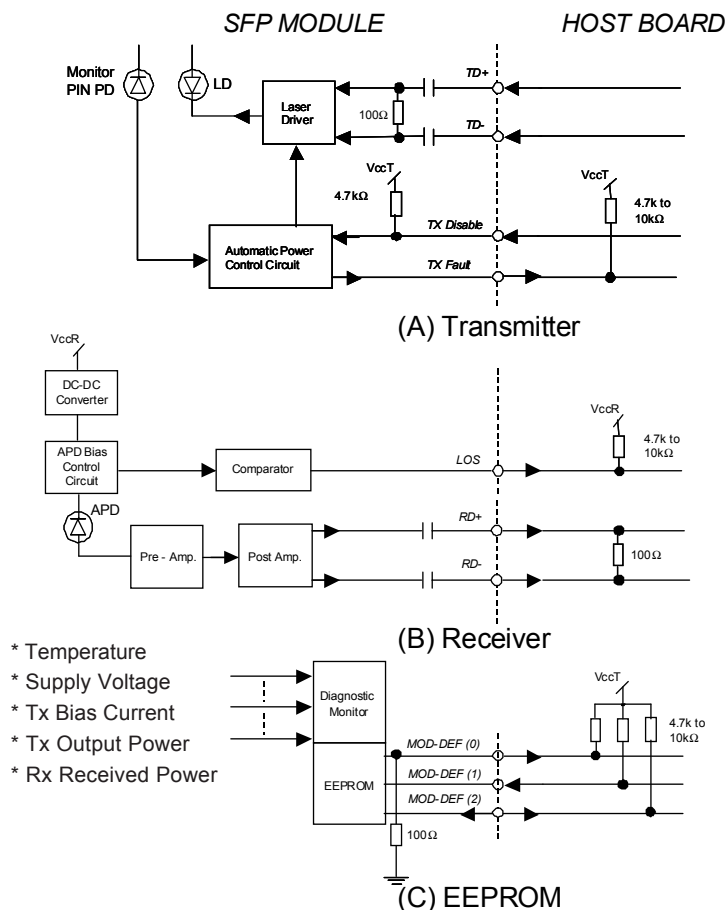 SFP MODULE
HOST BOARD
Monitor
PIN PD
LD
Laser
Driver
100Ω
TD+
TD-
VccT
4.7kΩ
VccT
4.7k to
10kΩ
TX Disable
Automatic Power
Control Circuit
TX Fault
(A) Transmitter
VccR
DC-DC
Converter
APD Bias
Control
Circuit
Comparator
LOS
VccR
4.7k to
10kΩ
APD
Pre - Amp.
Post Amp.
RD+
RD-
100Ω
(B) Receiver
* Temperature
* Supply Voltage
* Tx Bias Current
* Tx Output Power
* Rx Received Power
Diagnostic
Monitor
EEPROM
MOD-DEF (0)
MOD-DEF (1)
MOD-DEF (2)
VccT
4.7k to
10kΩ
100Ω
(C) EEPROM